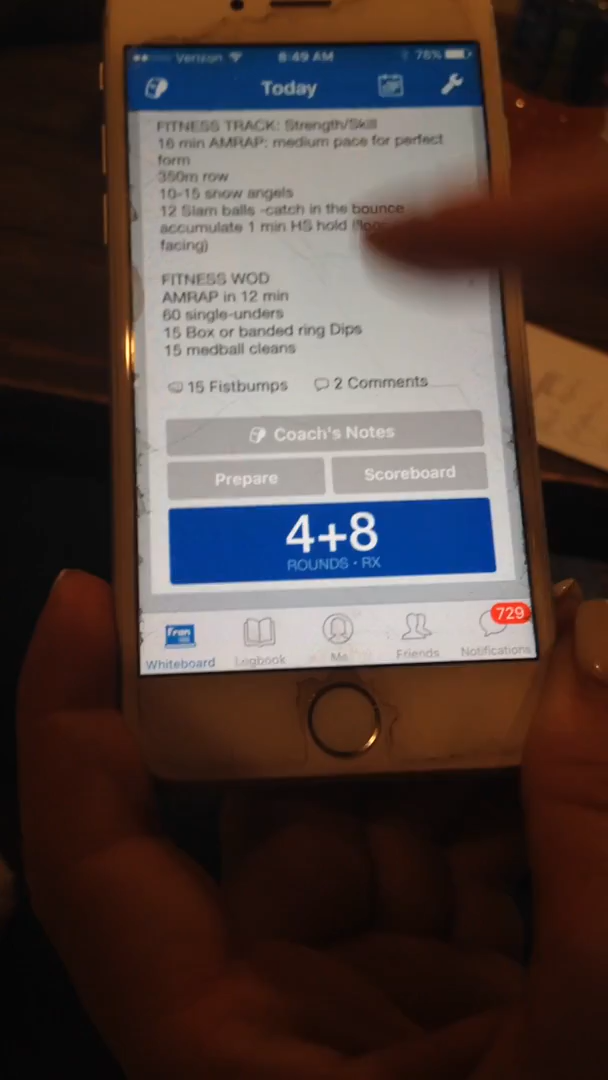 Verizon 8:49 AM 76%
Today
FITNESS TRACK: Strength/Skill
16 min AMRAP: medium pace for perfect
form
350m row
10-15 snow angels
12 Slam balls -catch in the bounce
accumulate 1 min HS hold
facing)
FITNESS WOD
AMRAP in 12 min
60 single-unders
15 Box or banded ring Dips
15 medball cleans
15 Fistbumps 2 Comments
Coach's Notes
Prepare Scoreboard
4+8
ROUNDS • RX
Fran
729
Whiteboard Logbook Me Friends Notifications